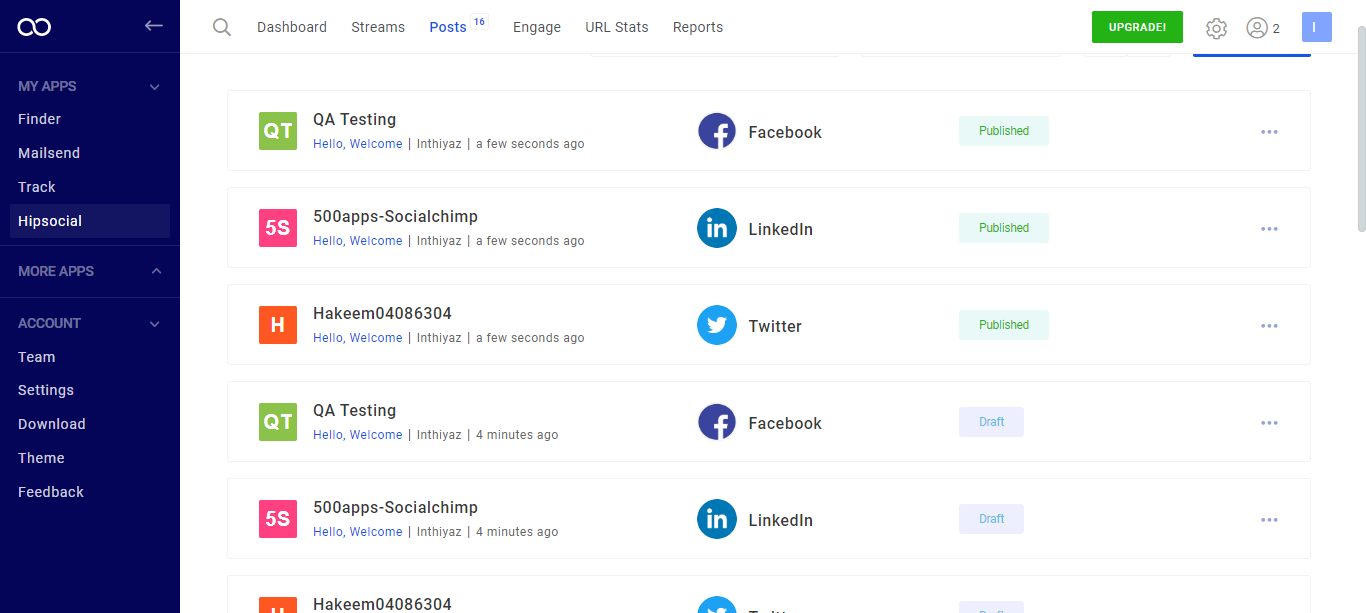 Dashboard Streams Posts 16 Engage URL Stats Reports UPGRADE! 2 I
MY APPS
Finder
Mailsend
Track
Hipsocial
MORE APPS
ACCOUNT
Team
Settings
Download
Theme
Feedback
QT QA Testing
Hello, Welcome | Inthiyaz | a few seconds ago
Facebook
Published
5S 500apps-Socialchimp
Hello, Welcome | Inthiyaz | a few seconds ago
LinkedIn
Published
H Hakeem04086304
Hello, Welcome | Inthiyaz | a few seconds ago
Twitter
Published
QT QA Testing
Hello, Welcome | Inthiyaz | 4 minutes ago
Facebook
Draft
5S 500apps-Socialchimp
Hello, Welcome | Inthiyaz | 4 minutes ago
LinkedIn
Draft
H Hakeem04086304
Twitter
Draft